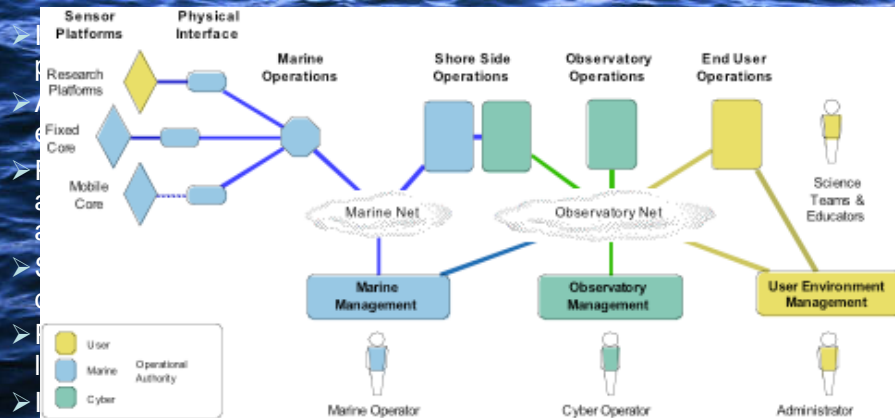 Sensor
Platforms
Physical
Interface
Marine
Operations
Shore Side
Operations
Observatory
Operations
End User
Operations
Research
Platforms
Fixed
Core
Mobile
Core
Marine Net
Observatory Net
Science
Teams &
Educators
Marine
Management
Observatory
Management
User Environment
Management
User
Marine
Cyber
Operational
Authority
Marine Operator
Cyber Operator
Administrator